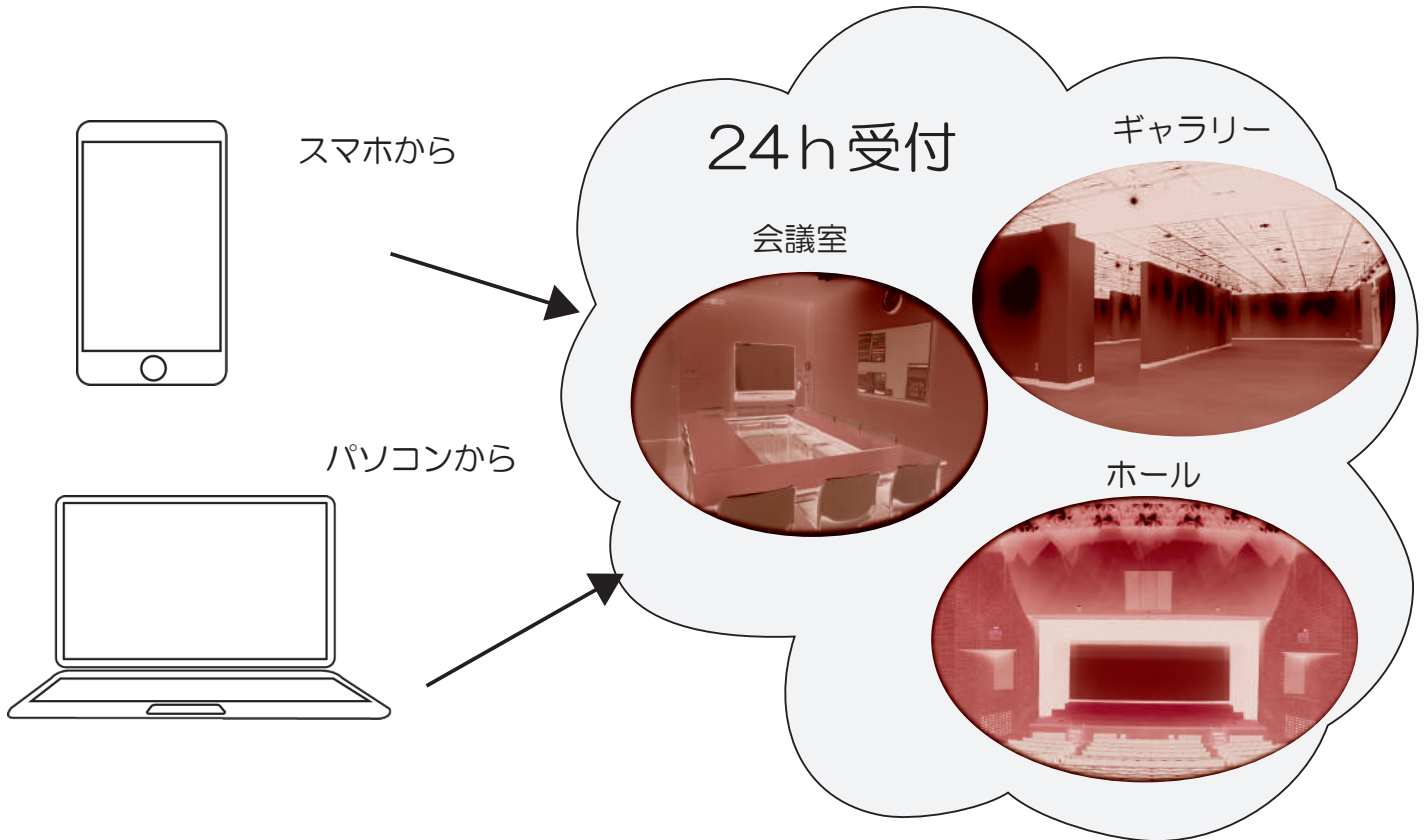 スマホから
パソコンから
24h受付
ギャラリー
会議室
ホール